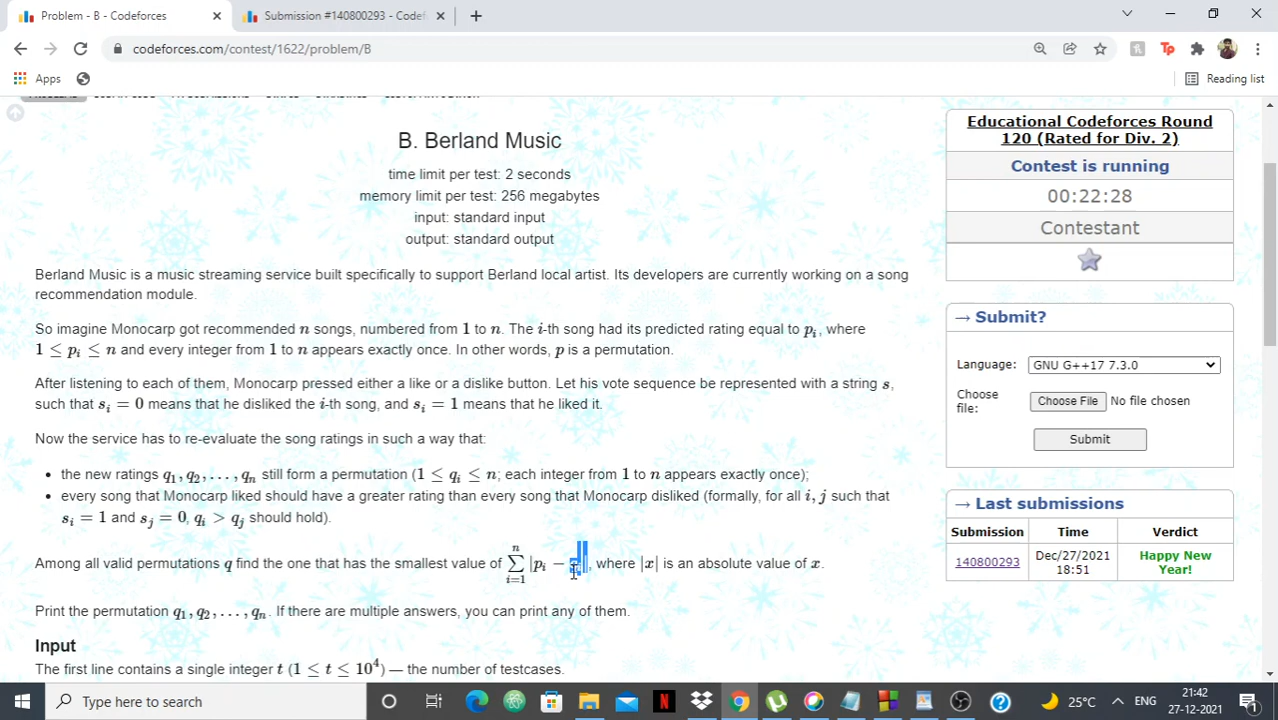 Problem - B - Codeforces
Submission #140800293 - Codef
codeforces.com/contest/1622/problem/B
Apps
Reading list
B. Berland Music
time limit per test: 2 seconds
memory limit per test: 256 megabytes
input: standard input
output: standard output
Berland Music is a music streaming service built specifically to support Berland local artist. Its developers are currently working on a song
recommendation module.
So imagine Monocarp got recommended n songs, numbered from 1 to n. The i-th song had its predicted rating equal to pᵢ, where
1 ≤ pᵢ ≤ n and every integer from 1 to n appears exactly once. In other words, p is a permutation.
After listening to each of them, Monocarp pressed either a like or a dislike button. Let his vote sequence be represented with a string s,
such that sᵢ = 0 means that he disliked the i-th song, and sᵢ = 1 means that he liked it.
Now the service has to re-evaluate the song ratings in such a way that:
• the new ratings q₁, q₂, . . . , qₙ still form a permutation (1 ≤ qᵢ ≤ n; each integer from 1 to n appears exactly once);
• every song that Monocarp liked should have a greater rating than every song that Monocarp disliked (formally, for all i, j such that
sᵢ = 1 and sⱼ = 0, qᵢ > qⱼ should hold).
Among all valid permutations q find the one that has the smallest value of n∑i=1 |pᵢ − , where |x| is an absolute value of x.
Print the permutation q₁, q₂, . . . , qₙ. If there are multiple answers, you can print any of them.
Input
The first line contains a single integer t (1 ≤ t ≤ 10⁴) — the number of testcases.
Educational Codeforces Round
120 (Rated for Div. 2)
Contest is running
00:22:28
Contestant
→ Submit?
Language: GNU G++17 7.3.0
Choose
file: Choose File No file chosen
Submit
→ Last submissions
Submission Time Verdict
140800293 Dec/27/2021 18:51 Happy New Year!
Type here to search
25°C
ENG
21:42
27-12-2021